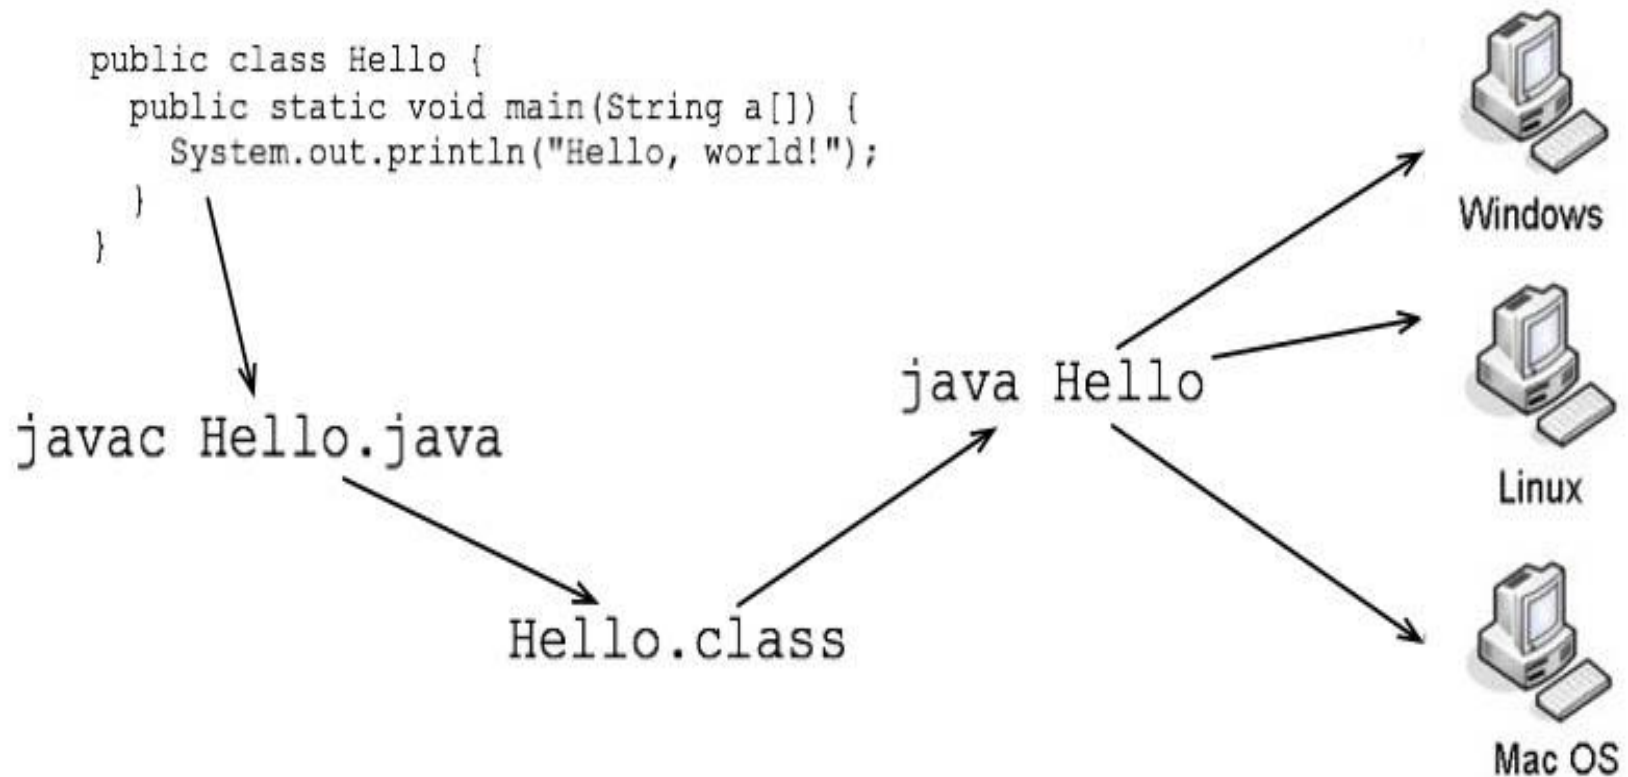 public class Hello {
public static void main(String a[]) {
System.out.println("Hello, world!");
}
}
javac Hello.java
Hello.class
java Hello
Windows
Linux
Mac OS